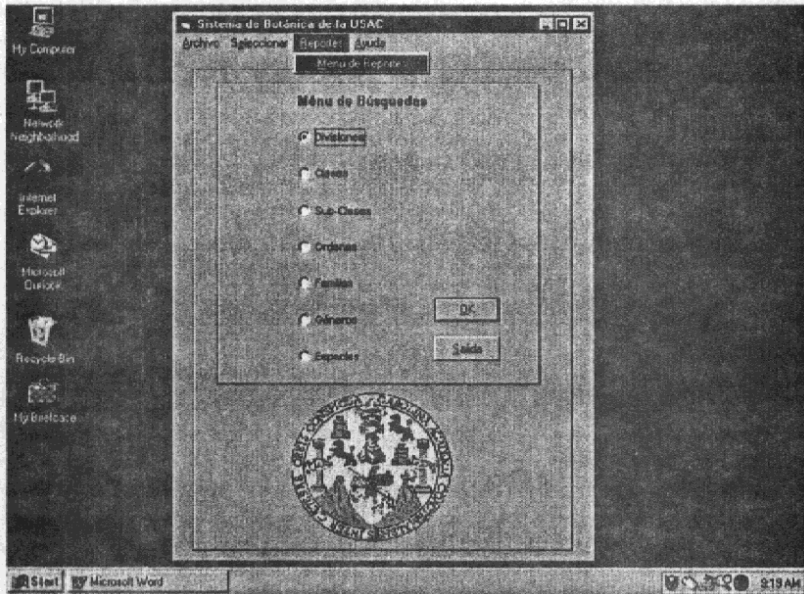 Sistema de Botánica de la USAC
Archivo Seleccionar Reportes Ayuda
Menu de Reportes
Ménu de Búsquedas
Divisiones
Clases
Sub-Clases
Ordenes
Familias
Géneros
Especies
OK
Salida
My Computer
Network
Neighborhood
Internet
Explorer
Microsoft
Outlook
Recycle Bin
My Briefcase
Start
Microsoft Word
9:19 AM